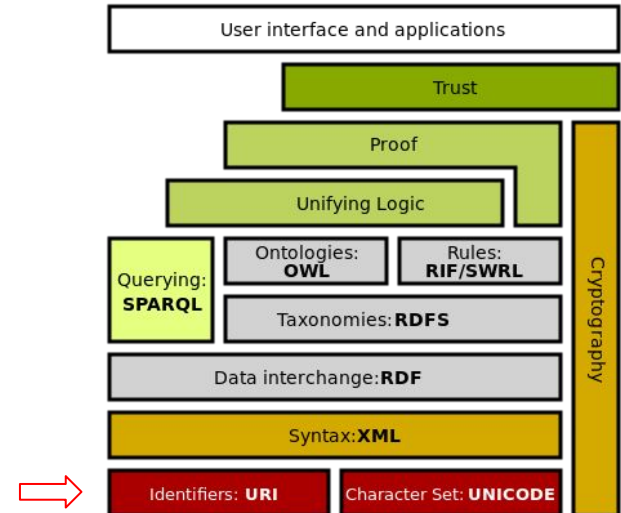 User interface and applications
Trust
Proof
Unifying Logic
Ontologies:
OWL
Rules:
RIF/SWRL
Querying:
SPARQL
Taxonomies:RDFS
Cryptography
Data interchange:RDF
Syntax:XML
Identifiers: URI
Character Set: UNICODE